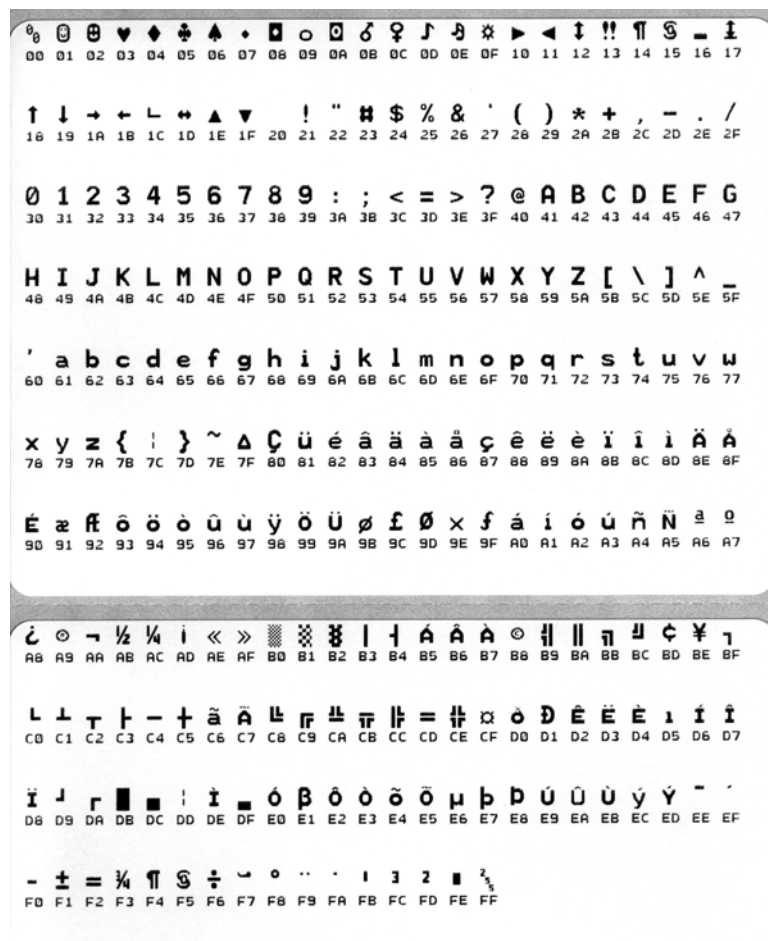 ⁰₀ ☺ ☻ ♥ ♦ ♣ ♠ • ◘ ○ ◙ ♂ ♀ ♪ ♫ ☼ ► ◄ ↕ ‼ ¶ § ▬ ↨
00 01 02 03 04 05 06 07 08 09 0A 0B 0C 0D 0E 0F 10 11 12 13 14 15 16 17
↑ ↓ → ← ∟ ↔ ▲ ▼ ! " # $ % & ' ( ) * + , - . /
18 19 1A 1B 1C 1D 1E 1F 20 21 22 23 24 25 26 27 28 29 2A 2B 2C 2D 2E 2F
0 1 2 3 4 5 6 7 8 9 : ; < = > ? @ A B C D E F G
30 31 32 33 34 35 36 37 38 39 3A 3B 3C 3D 3E 3F 40 41 42 43 44 45 46 47
H I J K L M N O P Q R S T U V W X Y Z [ \ ] ^ _
48 49 4A 4B 4C 4D 4E 4F 50 51 52 53 54 55 56 57 58 59 5A 5B 5C 5D 5E 5F
' a b c d e f g h i j k l m n o p q r s t u v w
60 61 62 63 64 65 66 67 68 69 6A 6B 6C 6D 6E 6F 70 71 72 73 74 75 76 77
x y z { ¦ } ~ ∆ Ç ü é â ä à å ç ê ë è ï î ì Ä Å
78 79 7A 7B 7C 7D 7E 7F 80 81 82 83 84 85 86 87 88 89 8A 8B 8C 8D 8E 8F
É æ Æ ô ö ò û ù ÿ Ö Ü ø £ Ø × ƒ á í ó ú ñ Ñ ª º
90 91 92 93 94 95 96 97 98 99 9A 9B 9C 9D 9E 9F A0 A1 A2 A3 A4 A5 A6 A7
¿ ® ¬ ½ ¼ ¡ « » ░ ▒ ▓ │ ┤ Á Â À © ╣ ║ ╗ ╝ ¢ ¥ ┐
A8 A9 AA AB AC AD AE AF B0 B1 B2 B3 B4 B5 B6 B7 B8 B9 BA BB BC BD BE BF
└ ┴ ┬ ├ ─ ┼ ã Ã ╚ ╔ ╩ ╦ ╠ ═ ╬ ¤ ð Ð Ê Ë È ı Í Î
C0 C1 C2 C3 C4 C5 C6 C7 C8 C9 CA CB CC CD CE CF D0 D1 D2 D3 D4 D5 D6 D7
Ï ┘ ┌ █ ▄ ¦ Ì ▄ Ó β Ô Ò õ Õ µ þ Þ Ú Û Ù ý Ý ¯ ´
D8 D9 DA DB DC DD DE DF E0 E1 E2 E3 E4 E5 E6 E7 E8 E9 EA EB EC ED EE EF
- ± = ¾ ¶ § ÷ ¸ ° ¨ · ı 3 2 ■ ²₅₅
F0 F1 F2 F3 F4 F5 F6 F7 F8 F9 FA FB FC FD FE FF